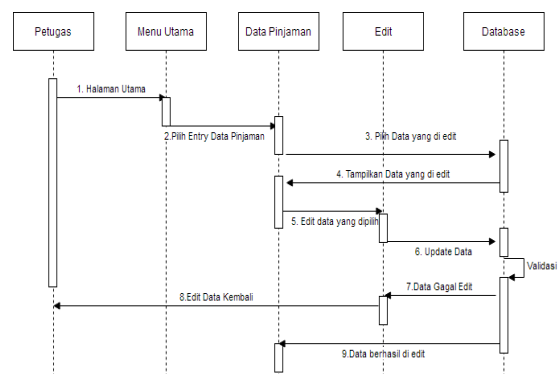 Petugas
Menu Utama
Data Pinjaman
Edit
Database
1. Halaman Utama
2.Pilih Entry Data Pinjaman
3. Pilih Data yang di edit
4. Tampikan Data yang di edit
5. Edit data yang dipilih
6. Update Data
Validasi
7.Data Gagal Edit
8.Edit Data Kembali
9.Data berhasil di edit